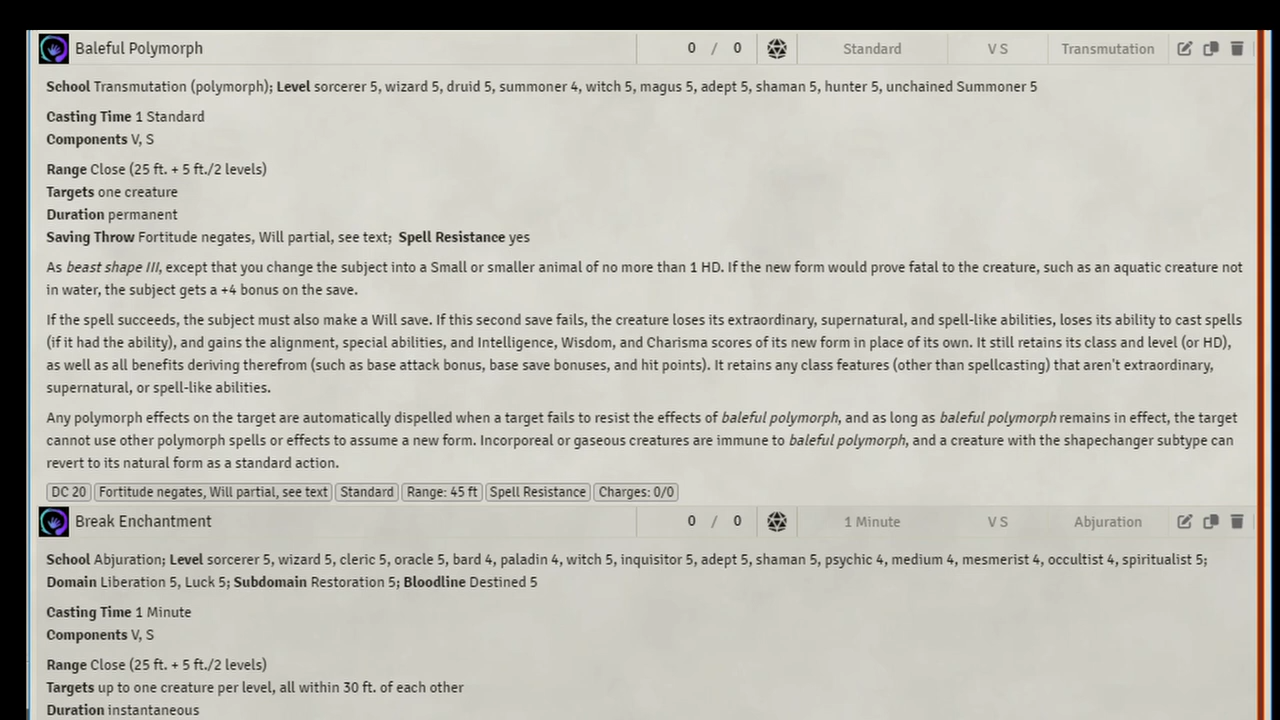 Baleful Polymorph 0 / 0 Standard V S Transmutation
School Transmutation (polymorph); Level sorcerer 5, wizard 5, druid 5, summoner 4, witch 5, magus 5, adept 5, shaman 5, hunter 5, unchained Summoner 5
Casting Time 1 Standard
Components V, S
Range Close (25 ft. + 5 ft./2 levels)
Targets one creature
Duration permanent
Saving Throw Fortitude negates, Will partial, see text; Spell Resistance yes
As beast shape III, except that you change the subject into a Small or smaller animal of no more than 1 HD. If the new form would prove fatal to the creature, such as an aquatic creature not
in water, the subject gets a +4 bonus on the save.
If the spell succeeds, the subject must also make a Will save. If this second save fails, the creature loses its extraordinary, supernatural, and spell-like abilities, loses its ability to cast spells
(if it had the ability), and gains the alignment, special abilities, and Intelligence, Wisdom, and Charisma scores of its new form in place of its own. It still retains its class and level (or HD),
as well as all benefits deriving therefrom (such as base attack bonus, base save bonuses, and hit points). It retains any class features (other than spellcasting) that aren't extraordinary,
supernatural, or spell-like abilities.
Any polymorph effects on the target are automatically dispelled when a target fails to resist the effects of baleful polymorph, and as long as baleful polymorph remains in effect, the target
cannot use other polymorph spells or effects to assume a new form. Incorporeal or gaseous creatures are immune to baleful polymorph, and a creature with the shapechanger subtype can
revert to its natural form as a standard action.
DC 20 Fortitude negates, Will partial, see text Standard Range: 45 ft Spell Resistance Charges: 0/0
Break Enchantment 0 / 0 1 Minute V S Abjuration
School Abjuration; Level sorcerer 5, wizard 5, cleric 5, oracle 5, bard 4, paladin 4, witch 5, inquisitor 5, adept 5, shaman 5, psychic 4, medium 4, mesmerist 4, occultist 4, spiritualist 5;
Domain Liberation 5, Luck 5; Subdomain Restoration 5; Bloodline Destined 5
Casting Time 1 Minute
Components V, S
Range Close (25 ft. + 5 ft./2 levels)
Targets up to one creature per level, all within 30 ft. of each other
Duration instantaneous